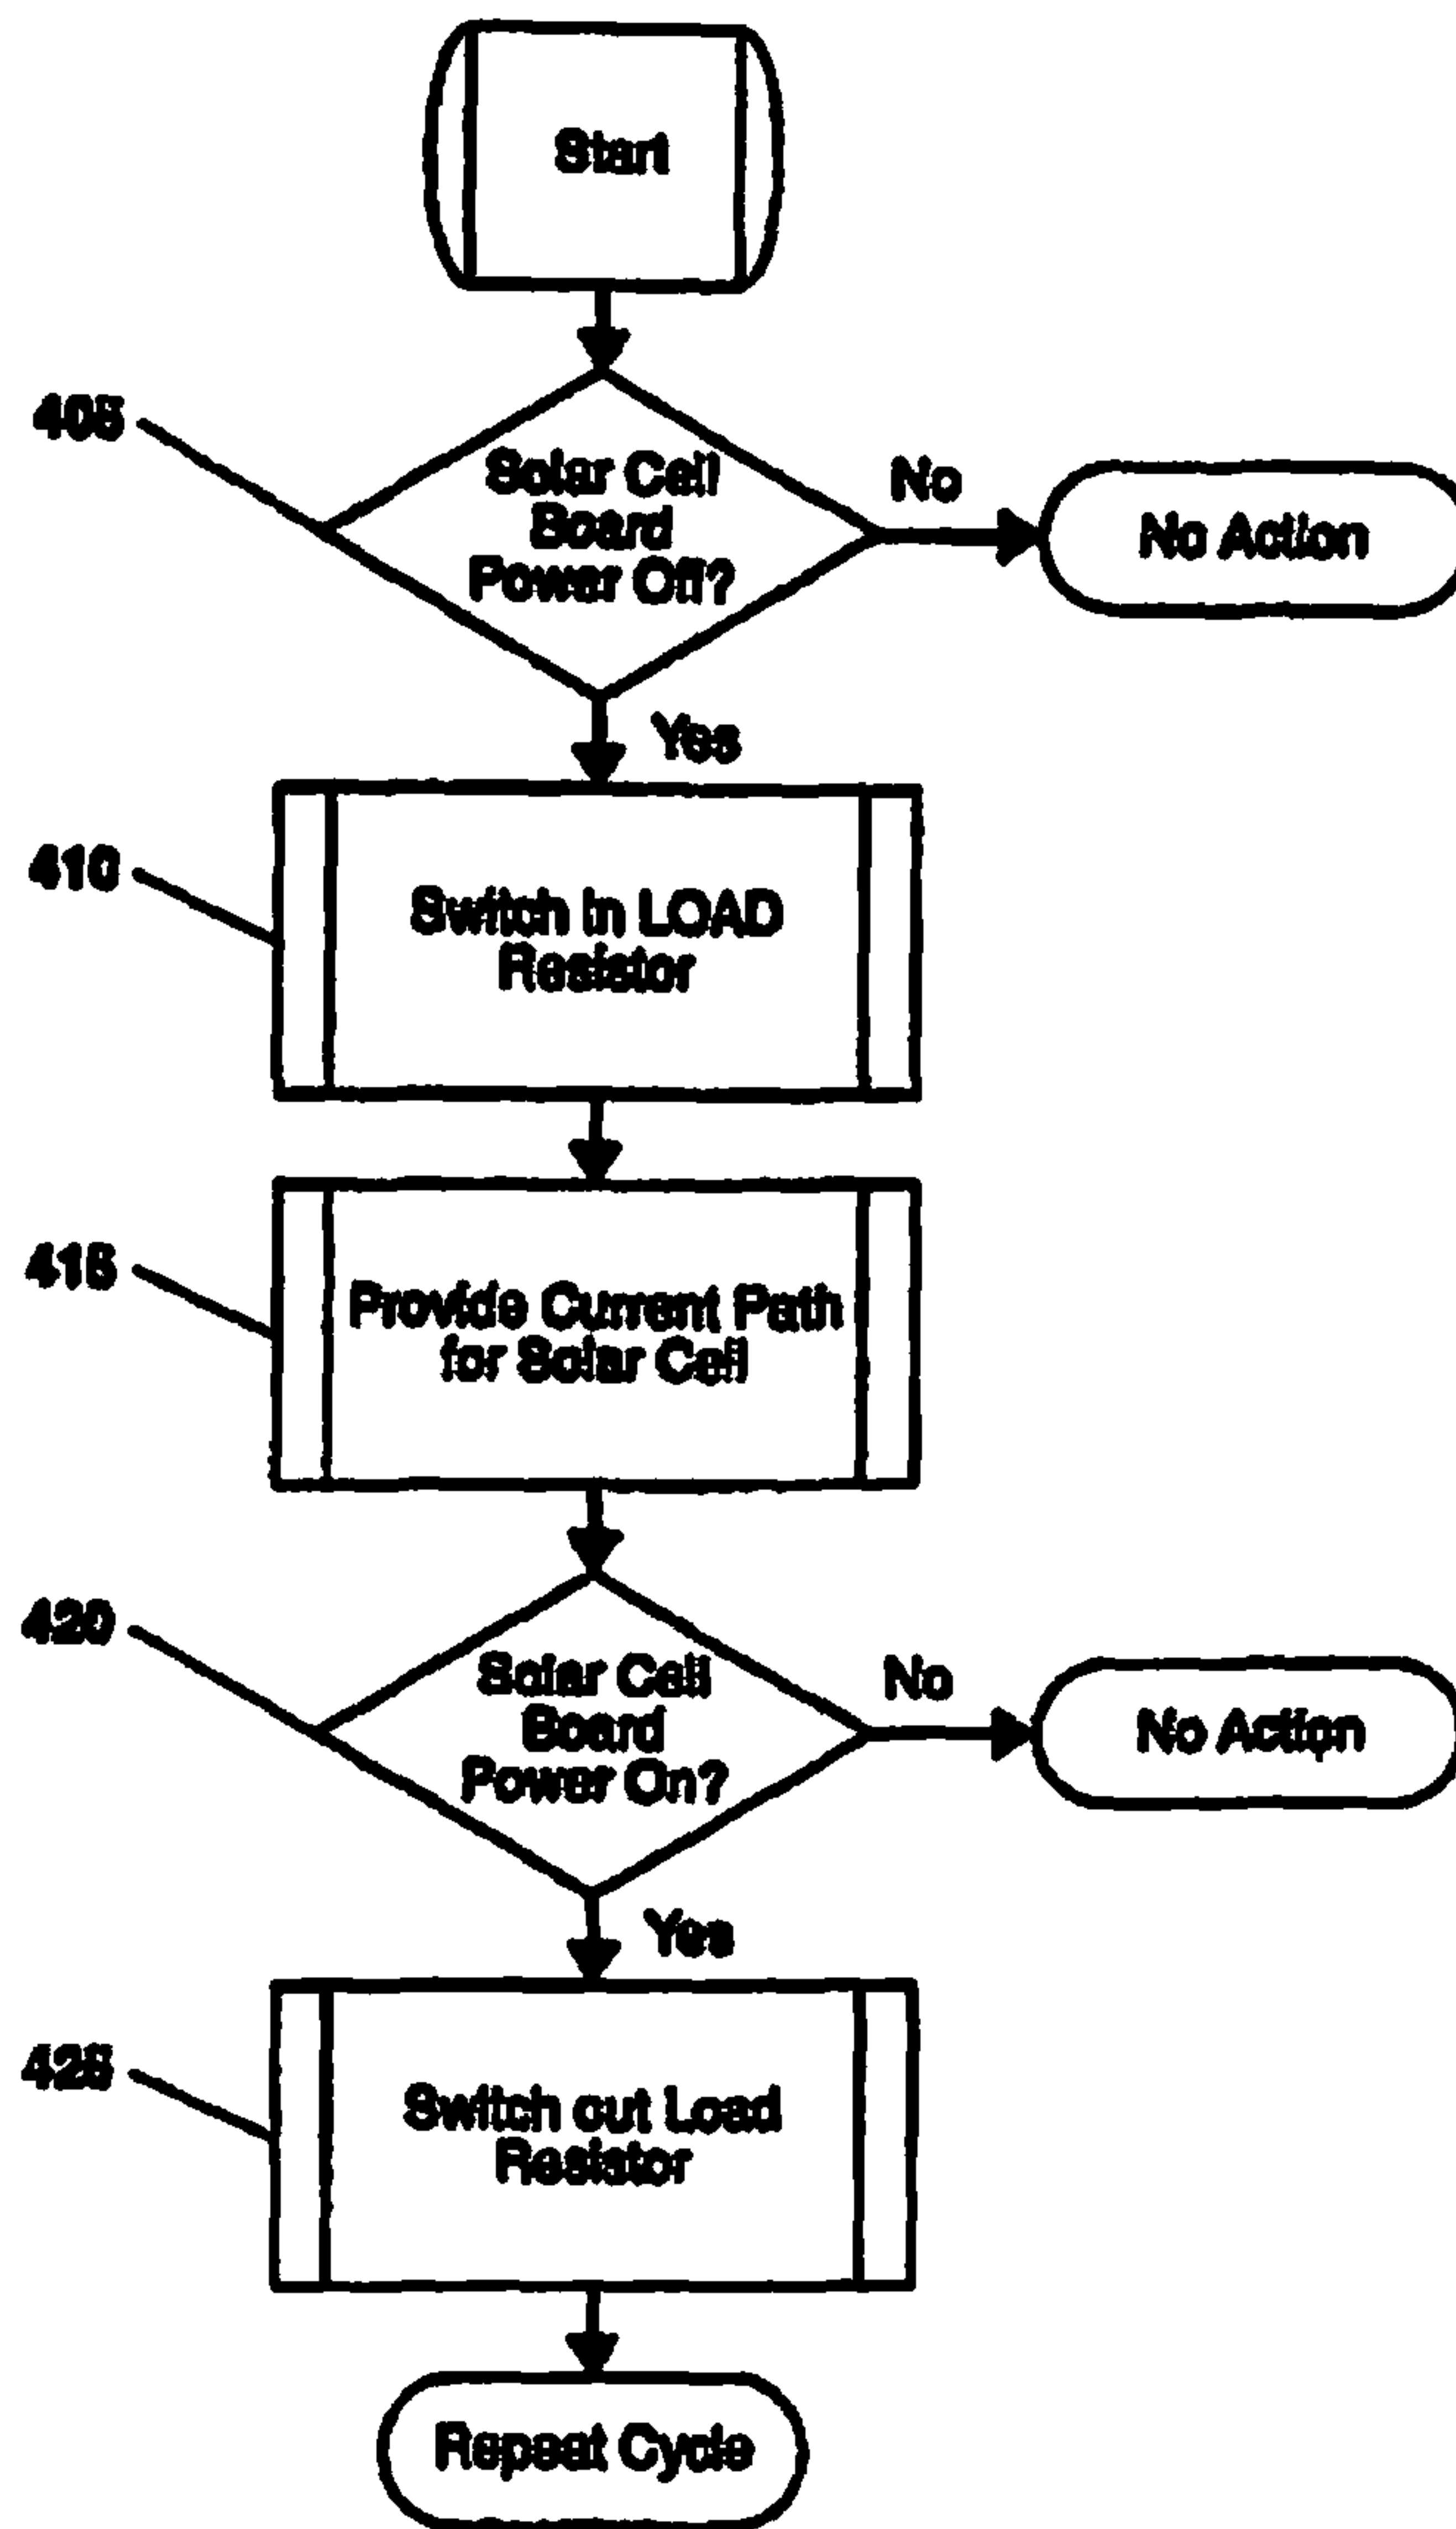 Start
405
Solar Cell
Board
Power Off?
No
No Action
Yes
410
Switch in LOAD
Resistor
415
Provide Current Path
for Solar Cell
420
Solar Cell
Board
Power On?
No
No Action
Yes
425
Switch out Load
Resistor
Repeat Cycle